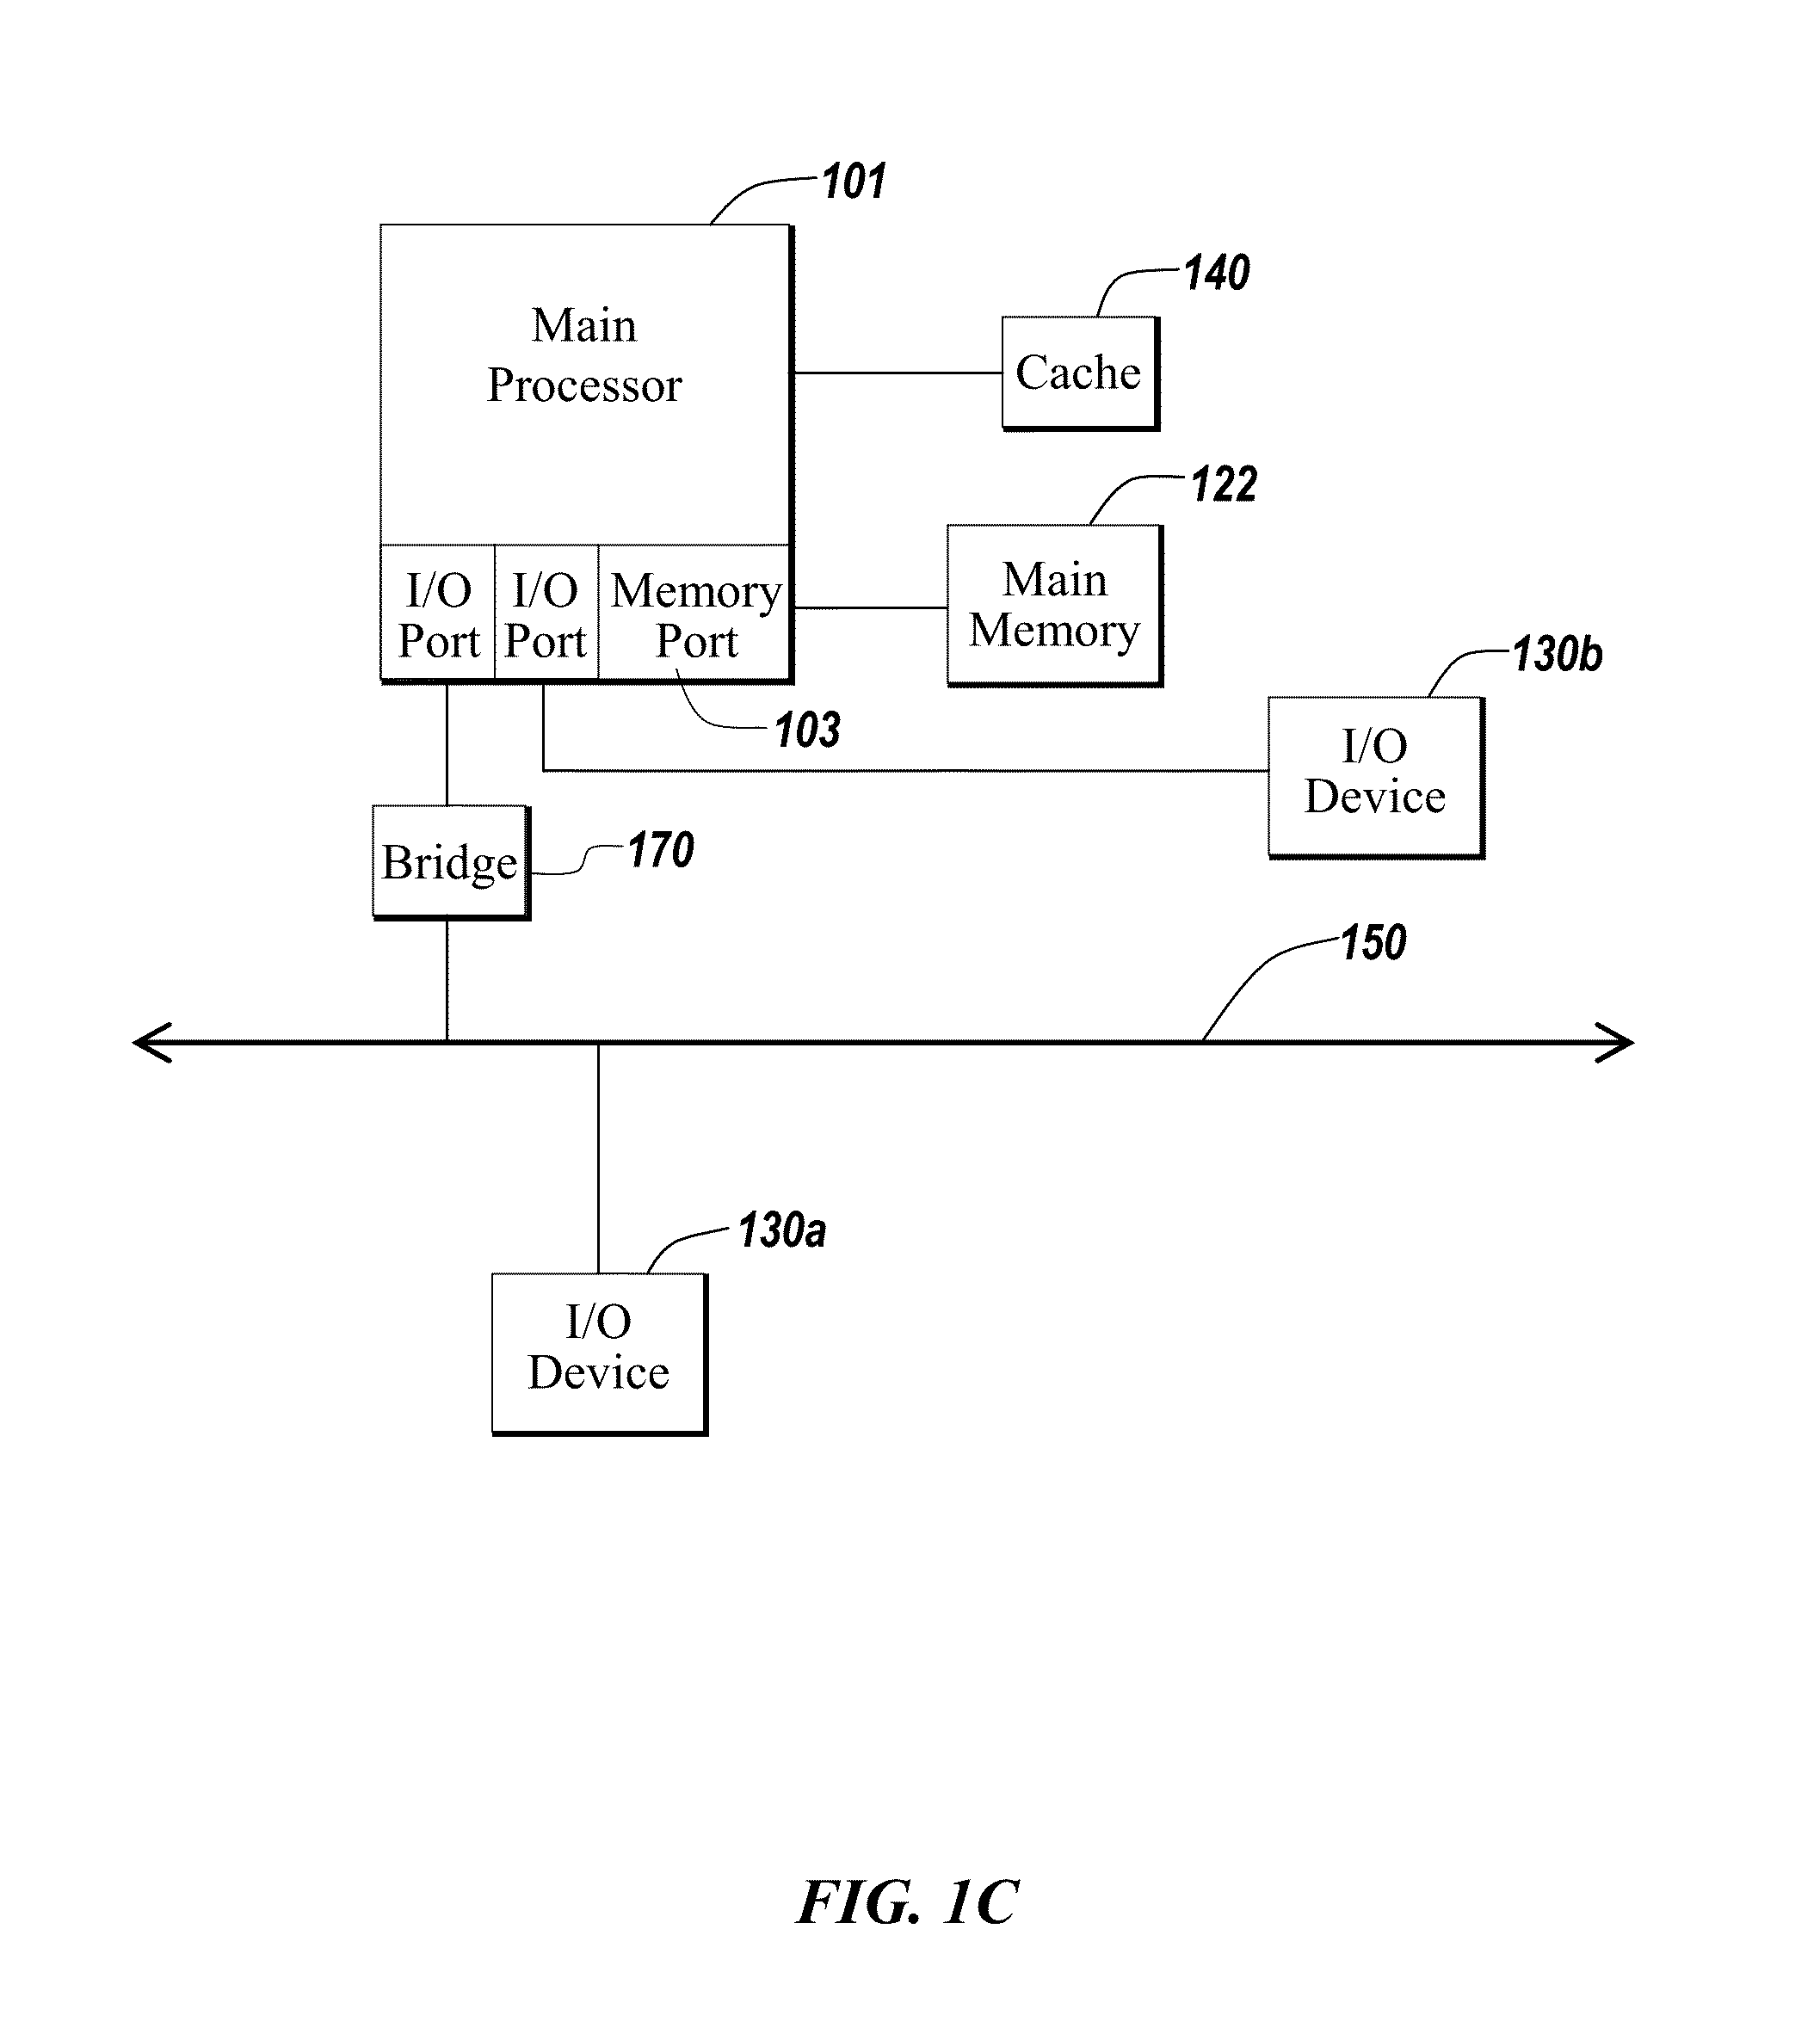 101
140
Main
Processor
Cache
122
I/O
Port
I/O
Port
Memory
Port
Main
Memory
130b
103
I/O
Device
170
Bridge
150
130a
I/O
Device
FIG. 1C